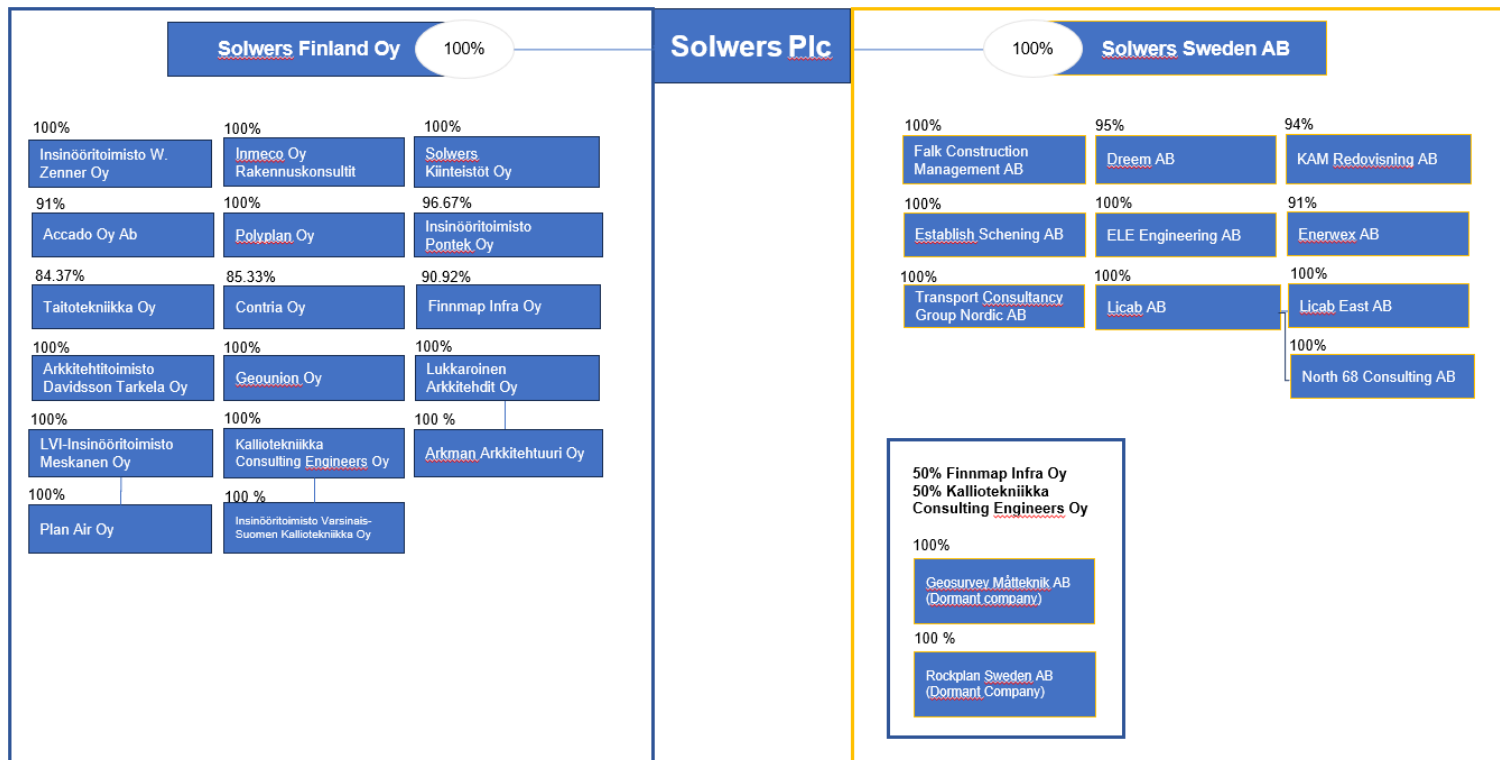 Solwers Finland Oy
100%
Solwers Plc
100%
Solwers Sweden AB
100%
Insinööritoimisto W.
Zenner Oy
100%
Inmeco Oy
Rakennuskonsultit
100%
Solwers
Kiinteistöt Oy
91%
Accado Oy Ab
100%
Polyplan Oy
96.67%
Insinööritoimisto
Pontek Oy
84.37%
Taitotekniikka Oy
85.33%
Contria Oy
90.92%
Finnmap Infra Oy
100%
Arkkitehtitoimisto
Davidsson Tarkela Oy
100%
Geounion Oy
100%
Lukkaroinen
Arkkitehdit Oy
100%
LVI-Insinööritoimisto
Meskanen Oy
100%
Kalliotekniikka
Consulting Engineers Oy
100 %
Arkman Arkkitehtuuri Oy
100%
Plan Air Oy
100 %
Insinööritoimisto Varsinais-
Suomen Kalliotekniikka Oy
100%
Falk Construction
Management AB
95%
Dreem AB
94%
KAM Redovisning AB
100%
Establish Schening AB
100%
ELE Engineering AB
91%
Enerwex AB
100%
Transport Consultancy
Group Nordic AB
100%
Licab AB
100%
Licab East AB
100%
North 68 Consulting AB
50% Finnmap Infra Oy
50% Kalliotekniikka
Consulting Engineers Oy
100%
Geosurvey Måtteknik AB
(Dormant company)
100 %
Rockplan Sweden AB
(Dormant Company)